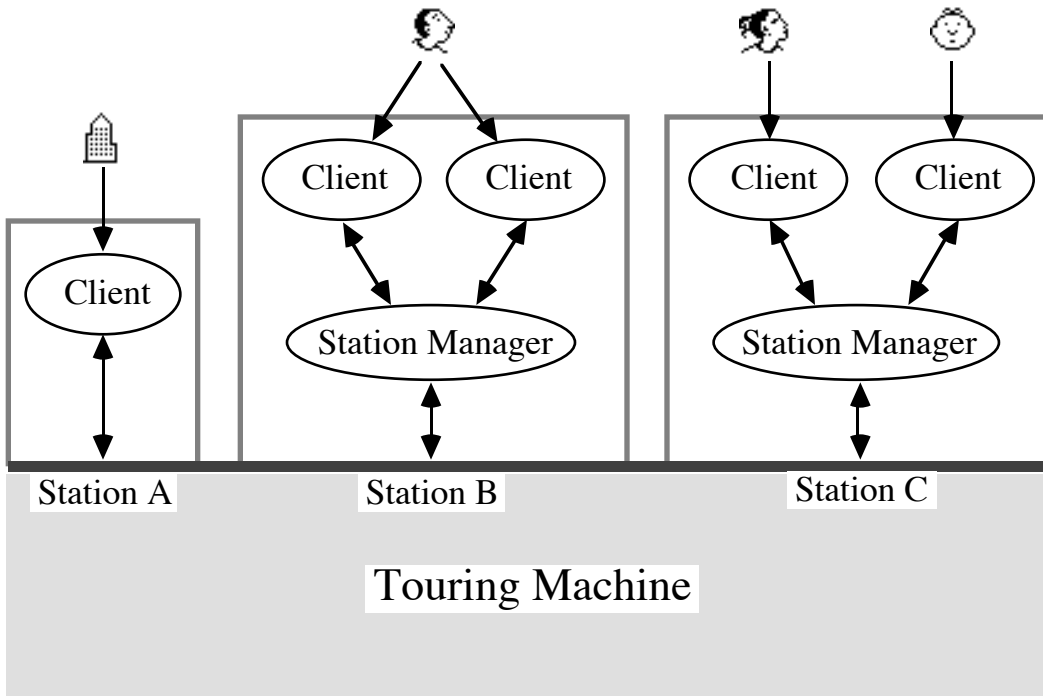 Client
Client
Client
Client
Client
Station Manager
Station Manager
Station A
Station B
Station C
Touring Machine